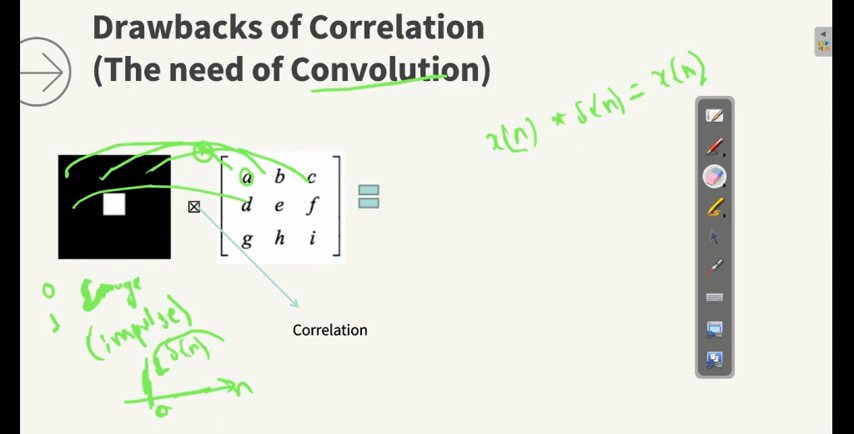 Drawbacks of Correlation
(The need of Convolution)
x(n) * δ(n) = x(n)
a b c
d e f
g h i
Correlation
0
1
(impulse)
δ(n)
n
0